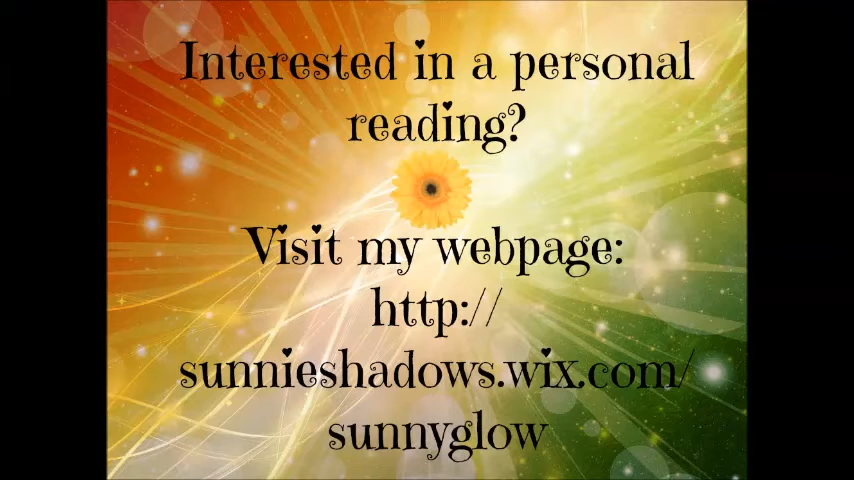 Interested in a personal
reading?
Visit my webpage:
http://
sunnieshadows.wix.com/
sunnyglow